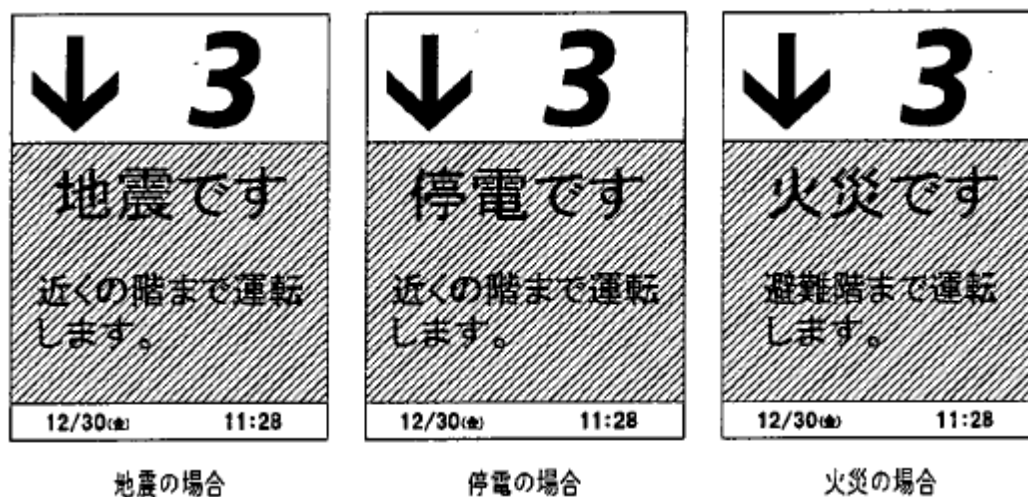 ↓ 3
地震です
近くの階まで運転
します。
12/30(金) 11:28
地震の場合
↓ 3
停電です
近くの階まで運転
します。
12/30(金) 11:28
停電の場合
↓ 3
火災です
避難階まで運転
します。
12/30(金) 11:28
火災の場合